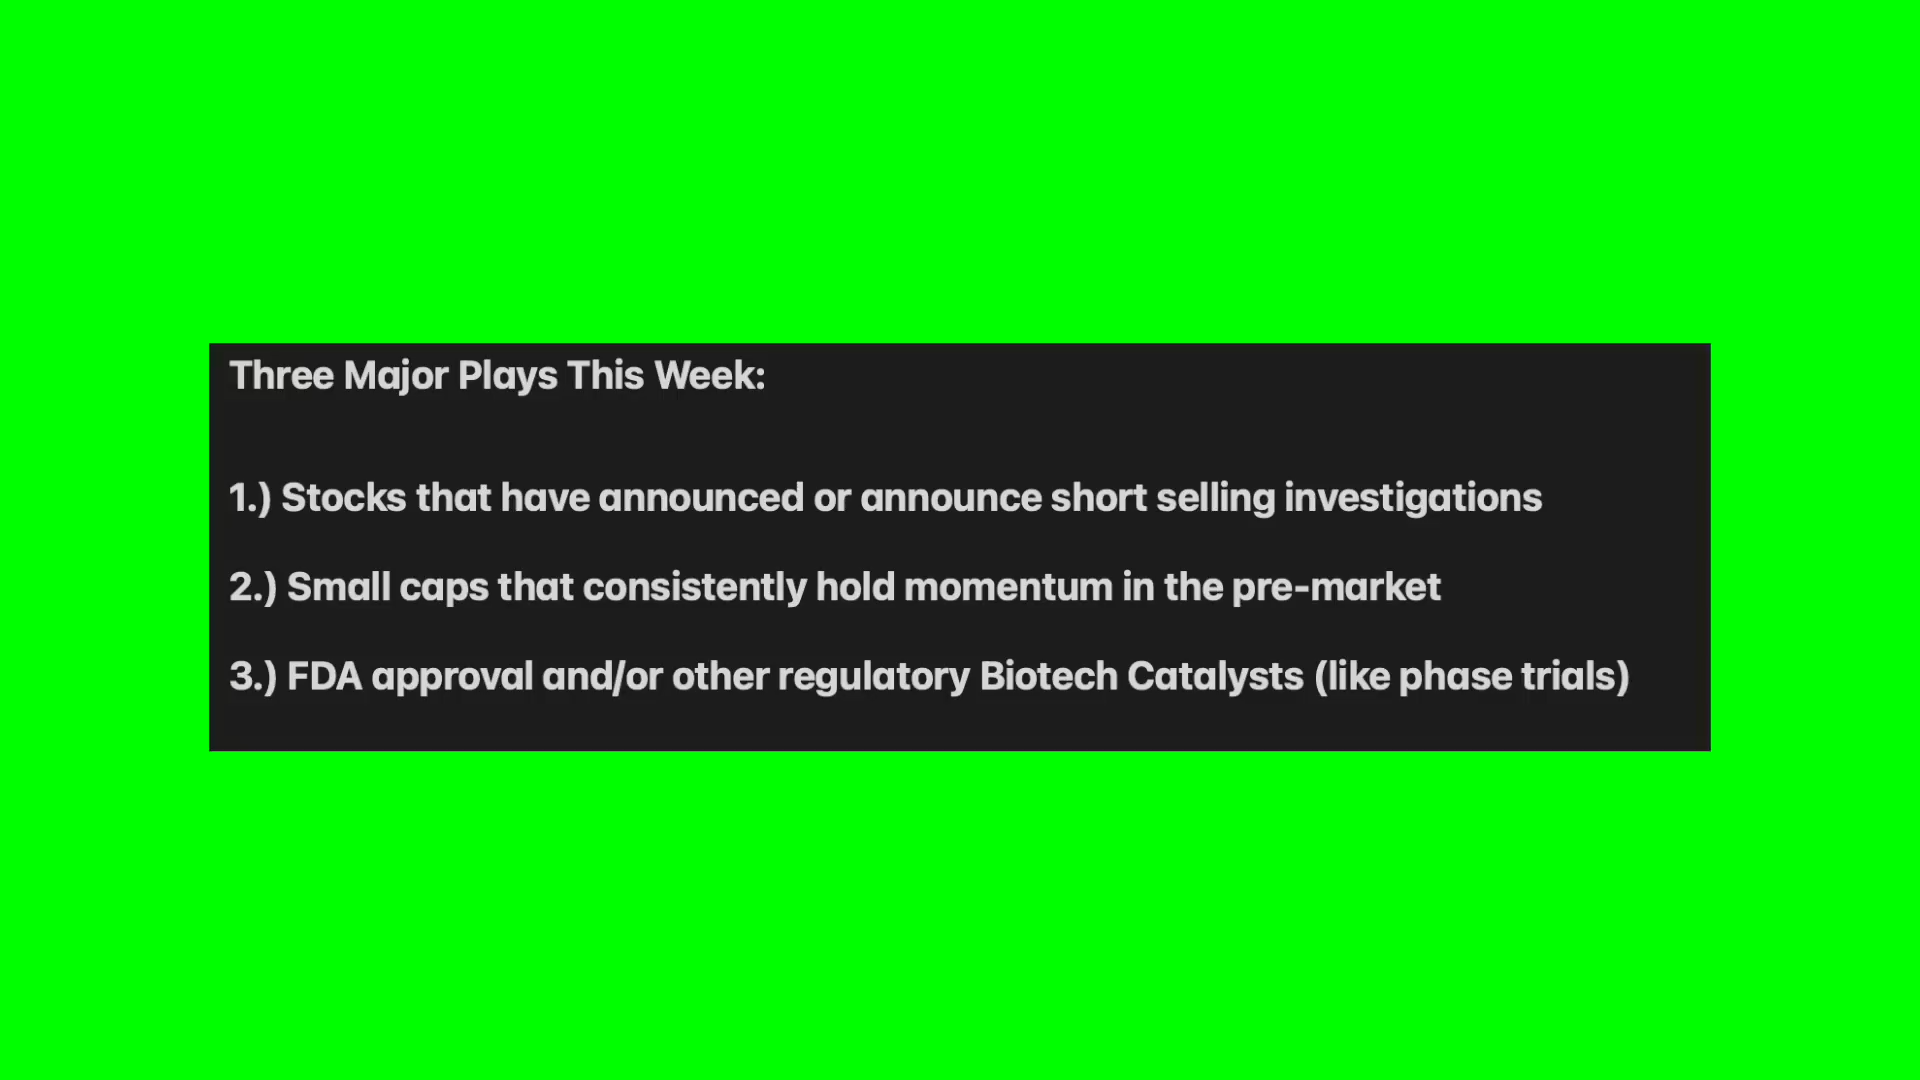 Three Major Plays This Week:
1.) Stocks that have announced or announce short selling investigations
2.) Small caps that consistently hold momentum in the pre-market
3.) FDA approval and/or other regulatory Biotech Catalysts (like phase trials)